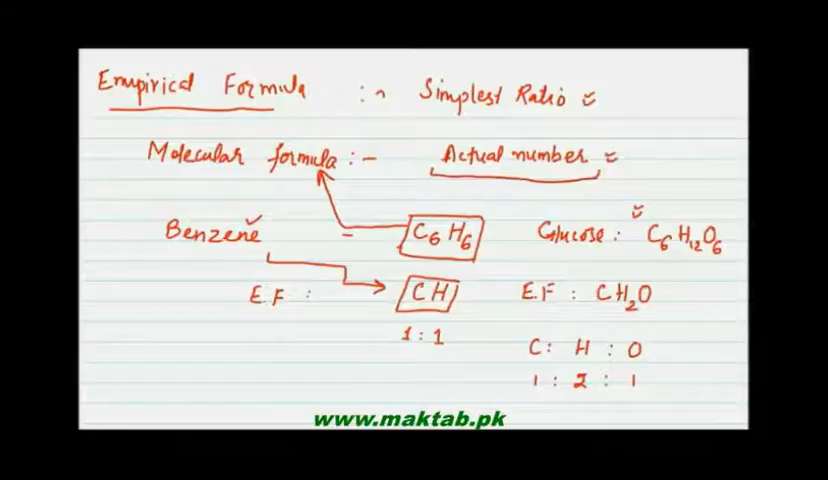 Empirical Formula : Simplest Ratio
Molecular formula :- Actual number
Benzene = C₆H₆ Glucose : C₆H₁₂O₆
E.F : CH E.F : CH₂O
1 : 1 C : H : O
1 : 2 : 1
www.maktab.pk